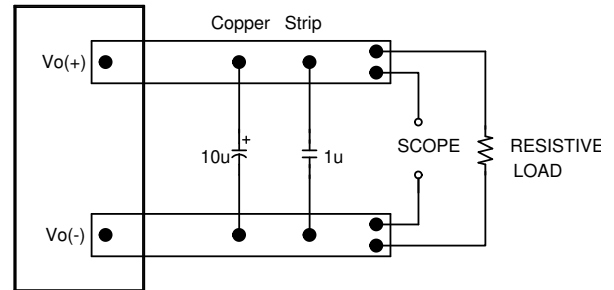 Copper Strip
Vo(+)
+
10u
1u
SCOPE
RESISTIVE
LOAD
Vo(-)